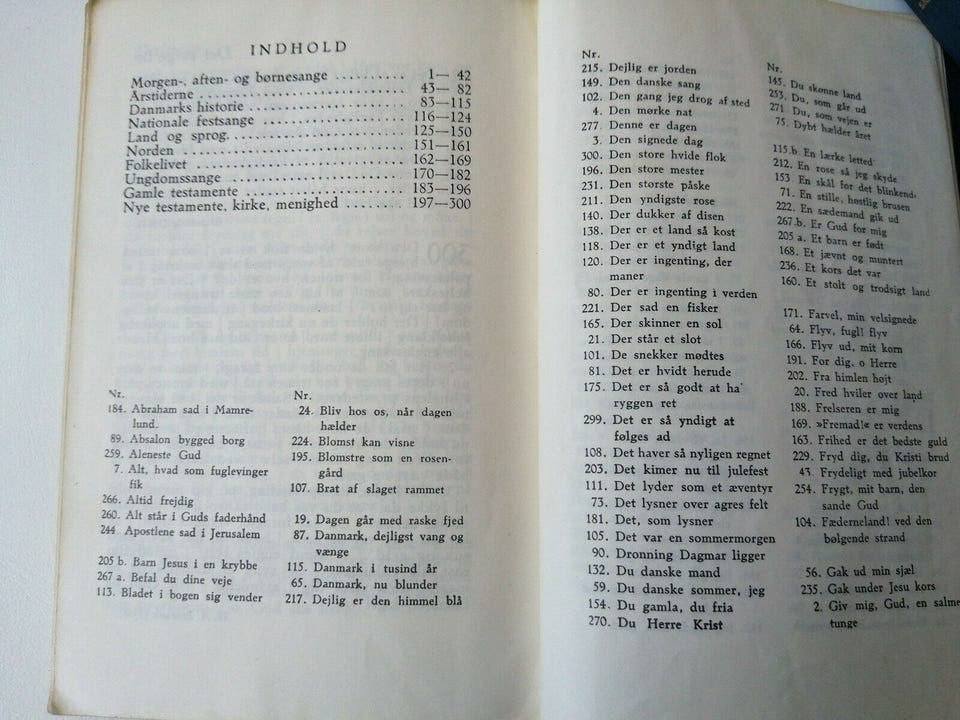 INDHOLD
Morgen-, aften- og børnesange .......... 1— 42
Årstiderne .......... 43— 82
Danmarks historie .......... 83—115
Nationale festsange .......... 116—124
Land og sprog. .......... 125—150
Norden .......... 151—161
Folkelivet .......... 162—169
Ungdomssange .......... 170—182
Gamle testamente .......... 183—196
Nye testamente, kirke, menighed ........ 197—300
Nr.
184. Abraham sad i Mamre-
lund.
89. Absalon bygged borg
259. Aleneste Gud
7. Alt, hvad som fuglevinger
fik
266. Altid frejdig
260. Alt står i Guds faderhånd
244. Apostlene sad i Jerusalem
205 b. Barn Jesus i en krybbe
267 a. Befal du dine veje
113. Bladet i bogen sig vender
Nr.
24. Bliv hos os, når dagen
hælder
224. Blomst kan visne
195. Blomstre som en rosen-
gård
107. Brat af slaget rammet
19. Dagen går med raske fjed
87. Danmark, dejligst vang og
vænge
115. Danmark i tusind år
65. Danmark, nu blunder
217. Dejlig er den himmel blå
Nr.
215. Dejlig er jorden
149. Den danske sang
102. Den gang jeg drog af sted
4. Den mørke nat
277. Denne er dagen
3. Den signede dag
300. Den store hvide flok
196. Den store mester
231. Den største påske
211. Den yndigste rose
140. Der dukker af disen
138. Der er et land så kost
118. Der er et yndigt land
120. Der er ingenting, der
maner
80. Der er ingenting i verden
221. Der sad en fisker
165. Der skinner en sol
21. Der står et slot
101. De snekker mødtes
81. Det er hvidt herude
175. Det er så godt at ha'
ryggen ret
299. Det er så yndigt at
følges ad
108. Det haver så nyligen regnet
203. Det kimer nu til julefest
111. Det lyder som et æventyr
73. Det lysner over agres felt
181. Det, som lysner
105. Det var en sommermorgen
90. Dronning Dagmar ligger
132. Du danske mand
59. Du danske sommer, jeg
154. Du gamla, du fria
270. Du Herre Krist
Nr.
145. Du skønne land
253. Du, som går ud
271. Du, som vejen er
75. Dybt hælder året
115.b. En lærke letted'
212. En rose så jeg skyde
153. En skål for det blinkend.
71. En stille, høstlig brusen
222. En sædemand gik ud
267.b. Er Gud for mig
205 a. Et barn er født
168. Et jævnt og muntert
236. Et kors det var
160. Et stolt og trodsigt land
171. Farvel, min velsignede
64. Flyv, fugl! flyv
166. Flyv ud, mit korn
191. For dig, o Herre
202. Fra himlen højt
20. Fred hviler over land
188. Frelseren er mig
169. »Fremad!« er verdens
163. Frihed er det bedste guld
229. Fryd dig, du Kristi brud
43. Frydeligt med jubelkor
254. Frygt, mit barn, den
sande Gud
104. Fæderneland! ved den
bølgende strand
56. Gak ud min sjæl
235. Gak under Jesu kors
2. Giv mig, Gud, en salme
tunge